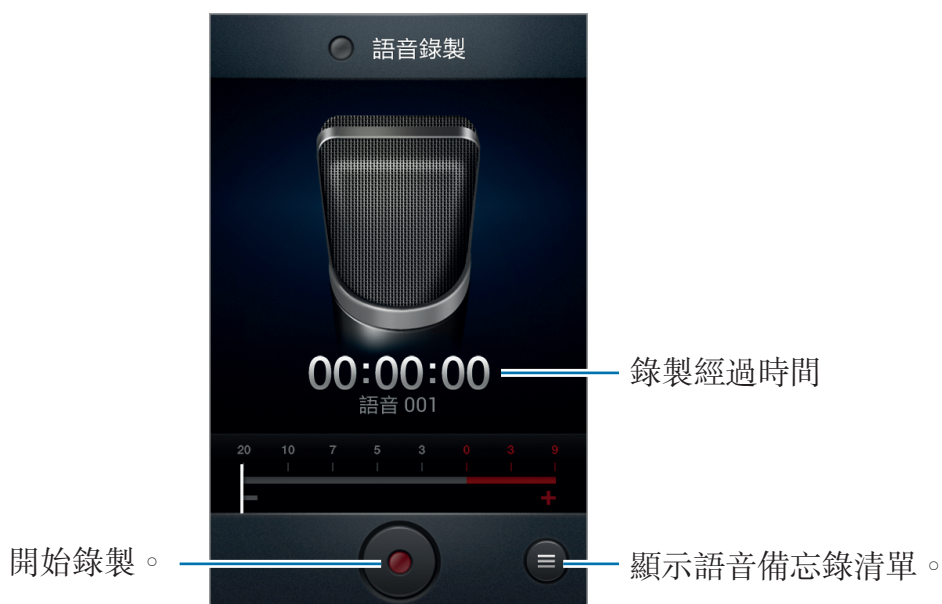 語音錄製
00:00:00
錄製經過時間
語音 001
20 10 7 5 3 0 3 9
− +
開始錄製。
顯示語音備忘錄清單。